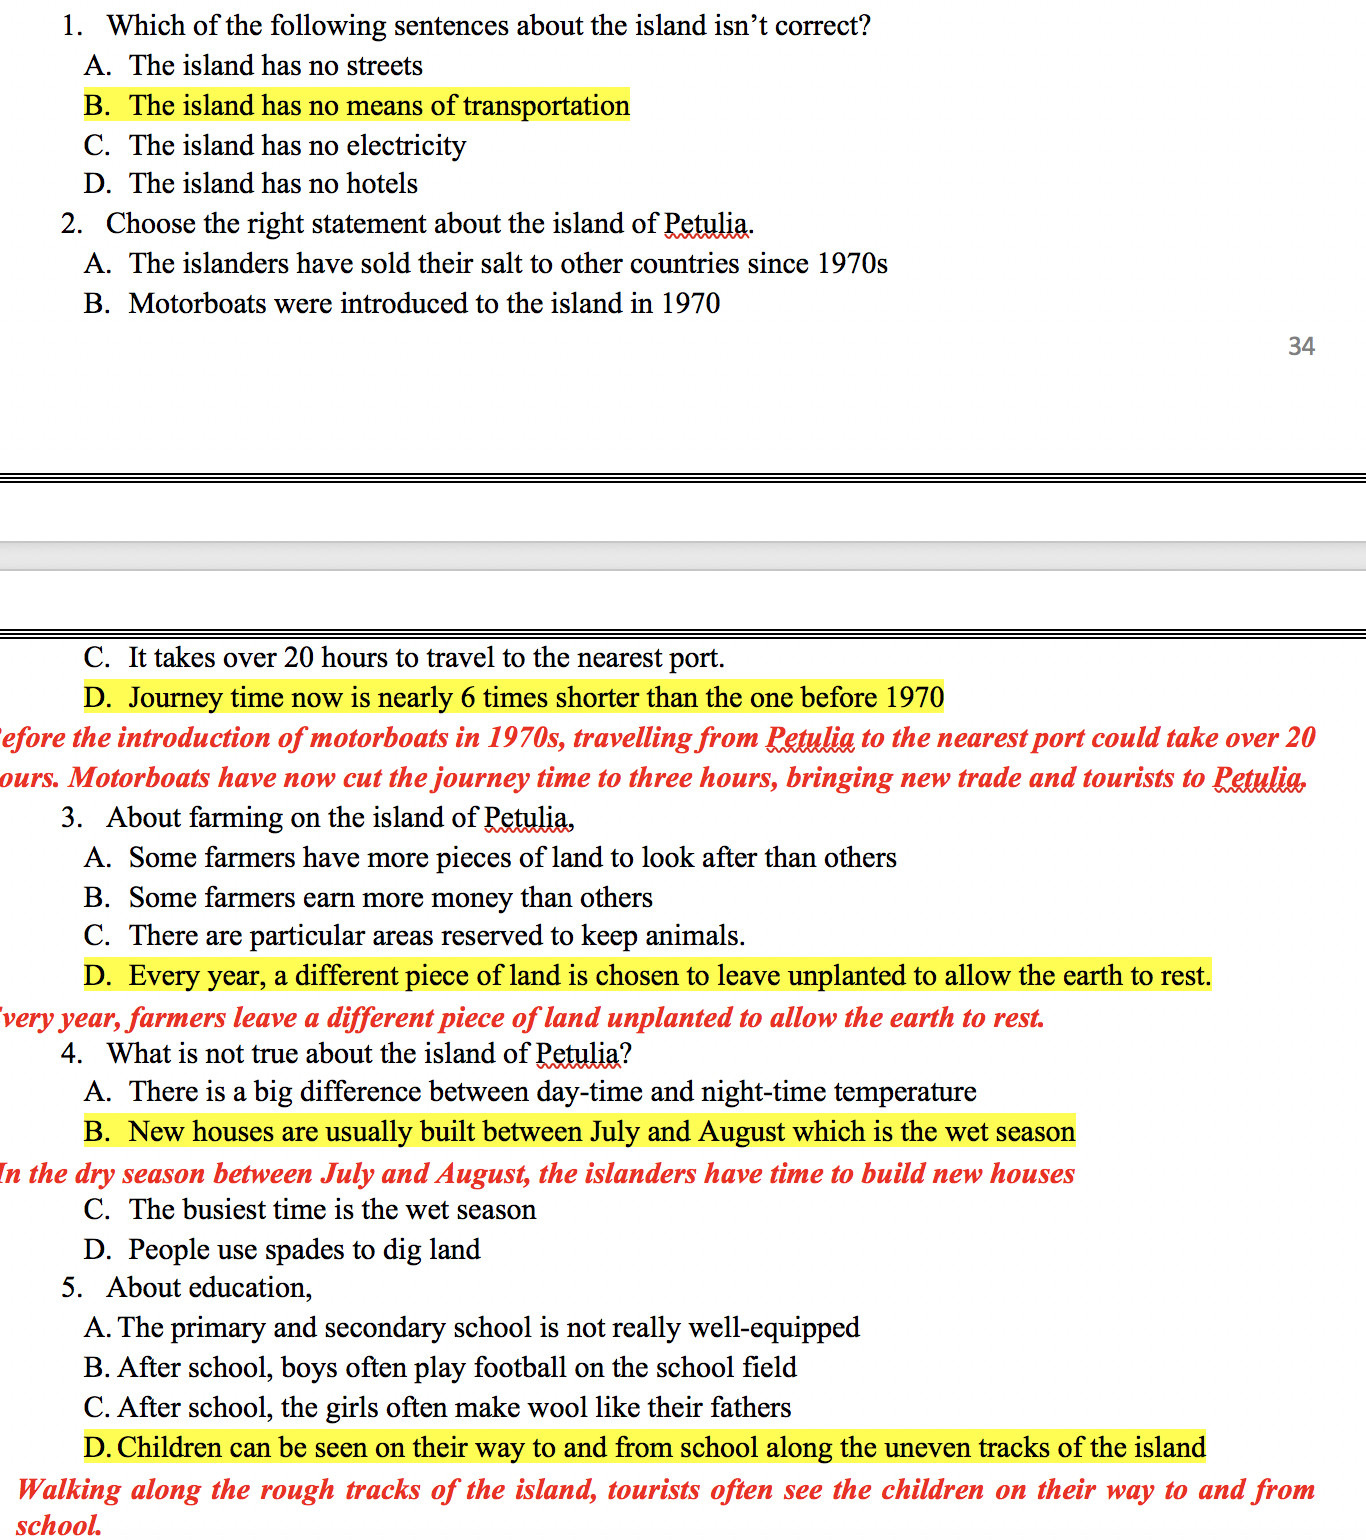 1. Which of the following sentences about the island isn’t correct?
A. The island has no streets
B. The island has no means of transportation
C. The island has no electricity
D. The island has no hotels
2. Choose the right statement about the island of Petulia.
A. The islanders have sold their salt to other countries since 1970s
B. Motorboats were introduced to the island in 1970
34
C. It takes over 20 hours to travel to the nearest port.
D. Journey time now is nearly 6 times shorter than the one before 1970
efore the introduction of motorboats in 1970s, travelling from Petulia to the nearest port could take over 20
ours. Motorboats have now cut the journey time to three hours, bringing new trade and tourists to Petulia.
3. About farming on the island of Petulia,
A. Some farmers have more pieces of land to look after than others
B. Some farmers earn more money than others
C. There are particular areas reserved to keep animals.
D. Every year, a different piece of land is chosen to leave unplanted to allow the earth to rest.
very year, farmers leave a different piece of land unplanted to allow the earth to rest.
4. What is not true about the island of Petulia?
A. There is a big difference between day-time and night-time temperature
B. New houses are usually built between July and August which is the wet season
In the dry season between July and August, the islanders have time to build new houses
C. The busiest time is the wet season
D. People use spades to dig land
5. About education,
A. The primary and secondary school is not really well-equipped
B. After school, boys often play football on the school field
C. After school, the girls often make wool like their fathers
D. Children can be seen on their way to and from school along the uneven tracks of the island
Walking along the rough tracks of the island, tourists often see the children on their way to and from
school.